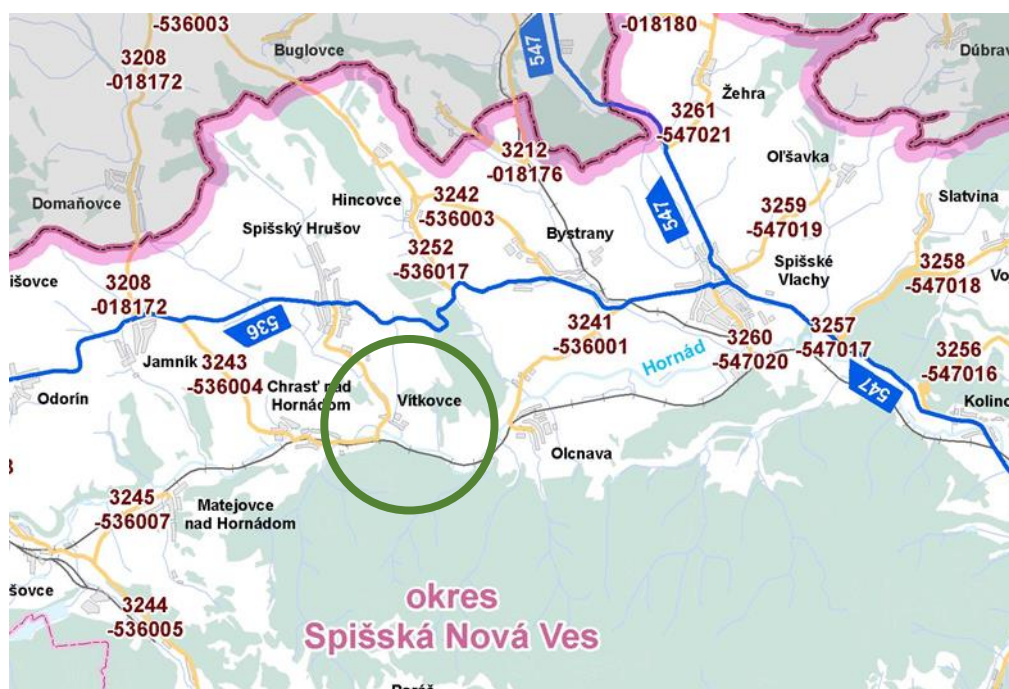 -536003
Buglovce
547
-018180
Dúbrav
3208
-018172
Žehra
3261
-547021
3212
-018176
Oľšavka
Domaňovce
Hincovce
3242
-536003
Slatvina
3259
-547019
547
Spišský Hrušov
Bystrany
3252
-536017
Spišské
Vlachy
3258
-547018
Vo
išovce
3208
-018172
536
3241
-536001
3260
-547020
3257
-547017
Hornád
3256
-547016
Jamník
3243
-536004
Chrasť nad
Hornádom
Vítkovce
547
Odorín
Kolino
Olcnava
3
3245
-536007
Matejovce
nad Hornádom
šovce
3244
-536005
okres
Spišská Nová Ves